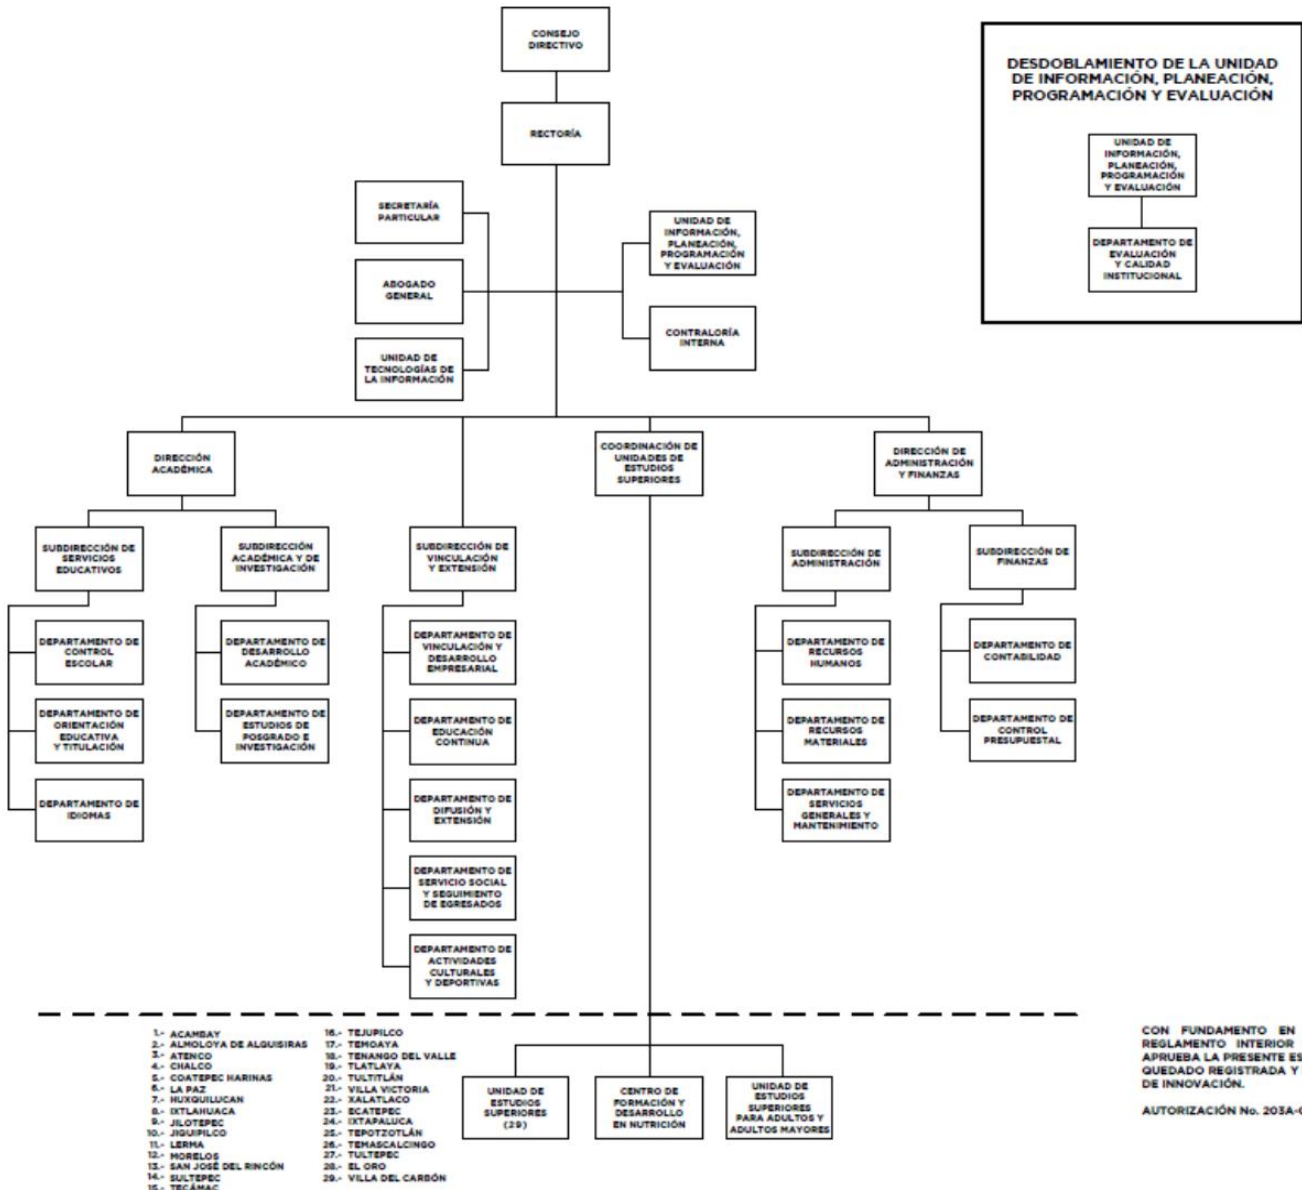 CONSEJO
DIRECTIVO
RECTORÍA
DESDOBLAMIENTO DE LA UNIDAD
DE INFORMACIÓN, PLANEACIÓN,
PROGRAMACIÓN Y EVALUACIÓN
UNIDAD DE
INFORMACIÓN,
PLANEACIÓN,
PROGRAMACIÓN
Y EVALUACIÓN
DEPARTAMENTO DE
EVALUACIÓN
Y CALIDAD
INSTITUCIONAL
SECRETARÍA
PARTICULAR
ABOGADO
GENERAL
UNIDAD DE
TECNOLOGÍAS DE
LA INFORMACIÓN
UNIDAD DE
INFORMACIÓN,
PLANEACIÓN,
PROGRAMACIÓN
Y EVALUACIÓN
CONTRALORÍA
INTERNA
DIRECCIÓN
ACADÉMICA
COORDINACIÓN DE
UNIDADES DE
ESTUDIOS
SUPERIORES
DIRECCIÓN DE
ADMINISTRACIÓN
Y FINANZAS
SUBDIRECCIÓN DE
SERVICIOS
EDUCATIVOS
SUBDIRECCIÓN
ACADÉMICA Y DE
INVESTIGACIÓN
SUBDIRECCIÓN DE
VINCULACIÓN
Y EXTENSIÓN
SUBDIRECCIÓN DE
ADMINISTRACIÓN
SUBDIRECCIÓN DE
FINANZAS
DEPARTAMENTO DE
CONTROL
ESCOLAR
DEPARTAMENTO DE
ORIENTACIÓN
EDUCATIVA
Y TITULACIÓN
DEPARTAMENTO DE
IDIOMAS
DEPARTAMENTO DE
DESARROLLO
ACADÉMICO
DEPARTAMENTO DE
ESTUDIOS DE
POSGRADO E
INVESTIGACIÓN
DEPARTAMENTO DE
VINCULACIÓN Y
DESARROLLO
EMPRESARIAL
DEPARTAMENTO DE
EDUCACIÓN
CONTINUA
DEPARTAMENTO DE
DIFUSIÓN Y
EXTENSIÓN
DEPARTAMENTO DE
SERVICIO SOCIAL
Y SEGUIMIENTO
DE EGRESADOS
DEPARTAMENTO DE
ACTIVIDADES
CULTURALES
Y DEPORTIVAS
DEPARTAMENTO DE
RECURSOS
HUMANOS
DEPARTAMENTO DE
RECURSOS
MATERIALES
DEPARTAMENTO DE
SERVICIOS
GENERALES Y
MANTENIMIENTO
DEPARTAMENTO DE
CONTABILIDAD
DEPARTAMENTO DE
CONTROL
PRESUPUESTAL
1.- ACAMBAY
2.- ALMOLOYA DE ALQUISIRAS
3.- ATENCO
4.- CHALCO
5.- COATEPEC HARINAS
6.- LA PAZ
7.- HUXQUILUCAN
8.- IXTLAHUACA
9.- JILOTEPEC
10.- JIQUIPILCO
11.- LERMA
12.- MORELOS
13.- SAN JOSÉ DEL RINCÓN
14.- SULTEPEC
15.- TECÁMAC
16.- TEJUPILCO
17.- TEMOAYA
18.- TENANGO DEL VALLE
19.- TLATLAYA
20.- TULTITLÁN
21.- VILLA VICTORIA
22.- XALATLACO
23.- ECATEPEC
24.- IXTAPALUCA
25.- TEPOTZOTLÁN
26.- TEMASCALCINGO
27.- TULTEPEC
28.- EL ORO
29.- VILLA DEL CARBÓN
UNIDAD DE
ESTUDIOS
SUPERIORES
(29)
CENTRO DE
FORMACIÓN Y
DESARROLLO
EN NUTRICIÓN
UNIDAD DE
ESTUDIOS
SUPERIORES
PARA ADULTOS Y
ADULTOS MAYORES
CON FUNDAMENTO EN
REGLAMENTO INTERIOR
APRUEBA LA PRESENTE ES
QUEDADO REGISTRADA Y
DE INNOVACIÓN.
AUTORIZACIÓN No. 203A-0